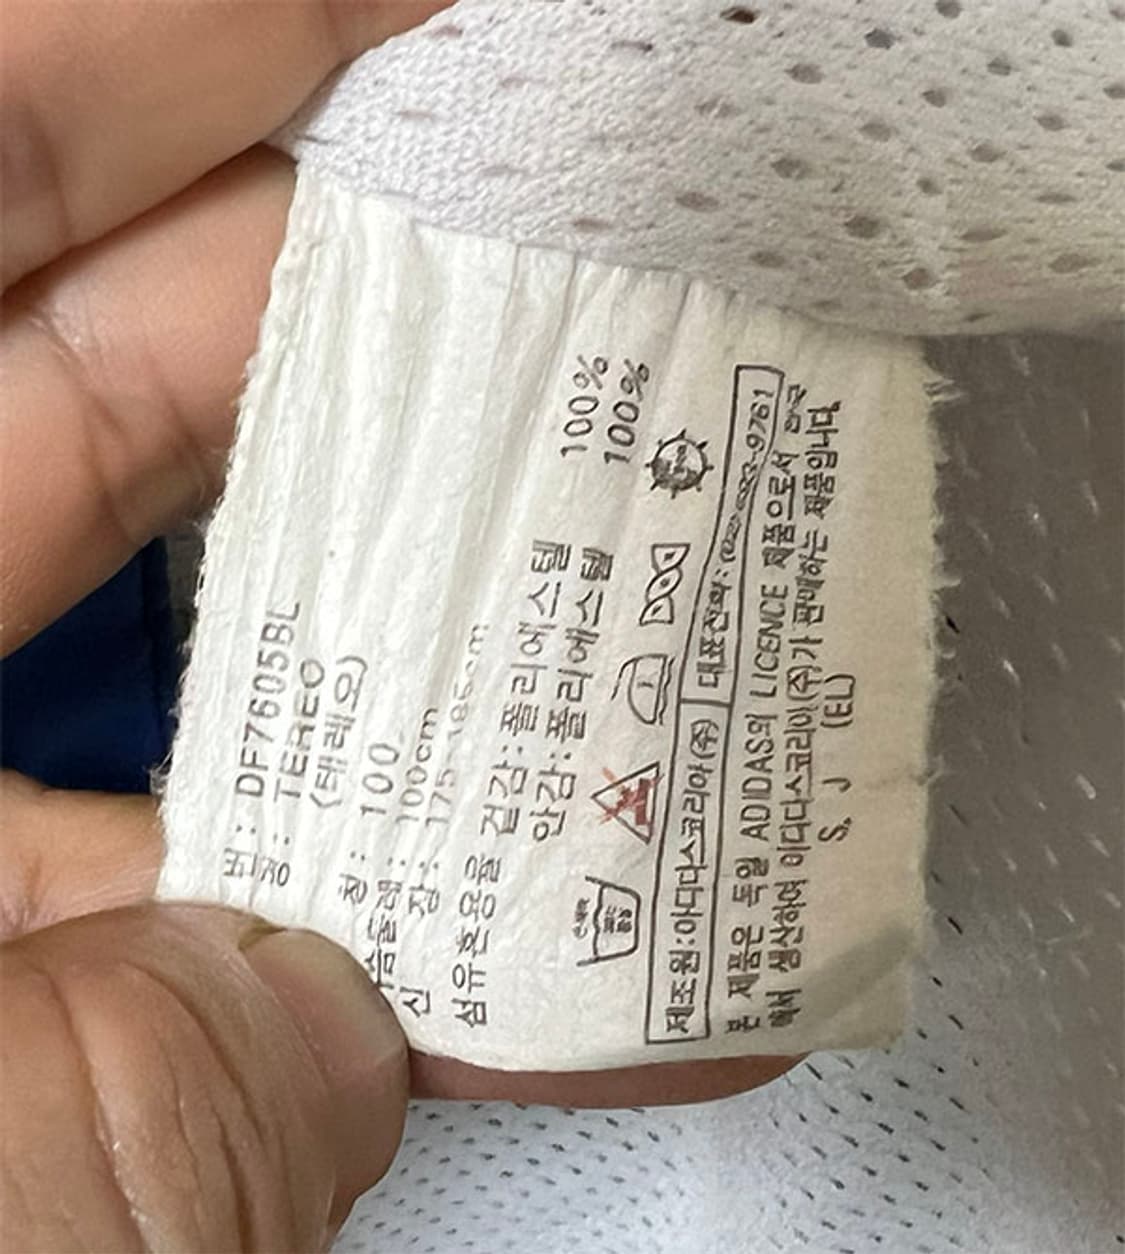 번 : DF7605BL
명 : TEREO
(테레오)
칭 : 100
가슴둘레 : 100cm
신 장 : 175-185cm
섬유혼용율
겉감 : 폴리에스텔 100%
안감 : 폴리에스텔 100%
제조원:아디다스코리아(주) 대표전화: -9761
본 제품은 독일 ADIDAS의 LICENCE 제품으로서 한국
에서 생산하여 아디다스코리아(주)가 판매하는 제품입니다.
S. J (EL)